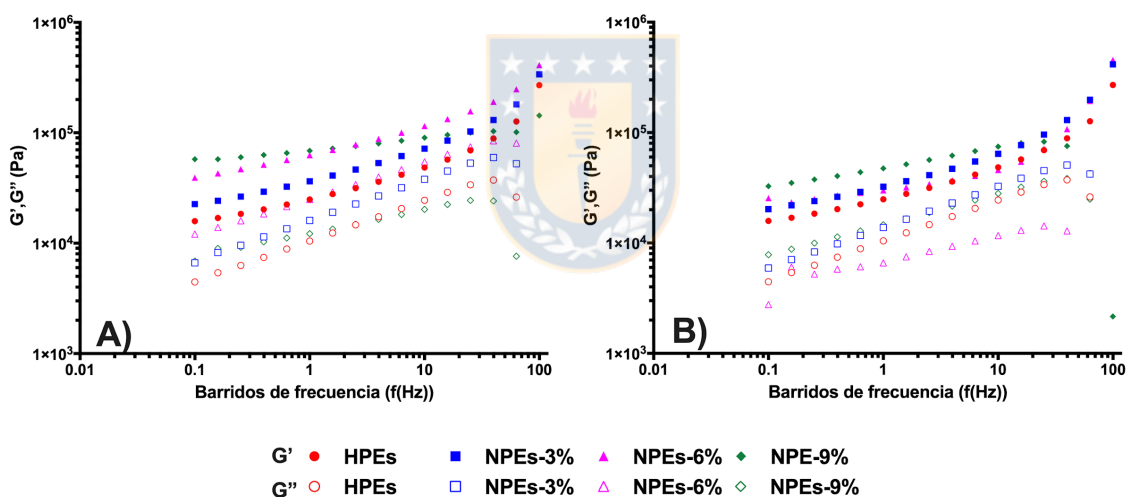 1×10⁶
1×10⁵
1×10⁴
1×10³
G',G'' (Pa)
A)
0.01 0.1 1 10 100
Barridos de frecuencia (f(Hz))
1×10⁶
1×10⁵
1×10⁴
1×10³
G',G'' (Pa)
B)
0.01 0.1 1 10 100
Barridos de frecuencia (f(Hz))
G' HPEs NPEs-3% NPEs-6% NPE-9%
G'' HPEs NPEs-3% NPEs-6% NPEs-9%